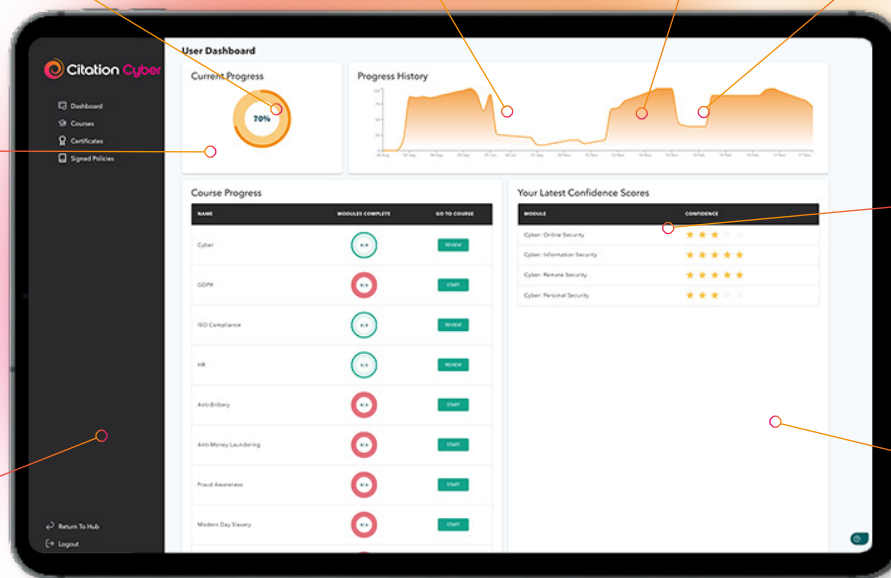 Citation Cyber
Dashboard
Courses
Certificates
Signed Policies
Return To Hub
Logout
User Dashboard
Current Progress
70%
Progress History
Course Progress
NAME MODULES COMPLETE GO TO COURSE
Cyber REVIEW
GDPR START
ISO Compliance REVIEW
HR REVIEW
Anti-Bribery START
Anti-Money Laundering START
Fraud Awareness START
Modern Day Slavery START
Your Latest Confidence Scores
MODULE CONFIDENCE
Cyber: Online Security
Cyber: Information Security
Cyber: Remote Security
Cyber: Personal Security